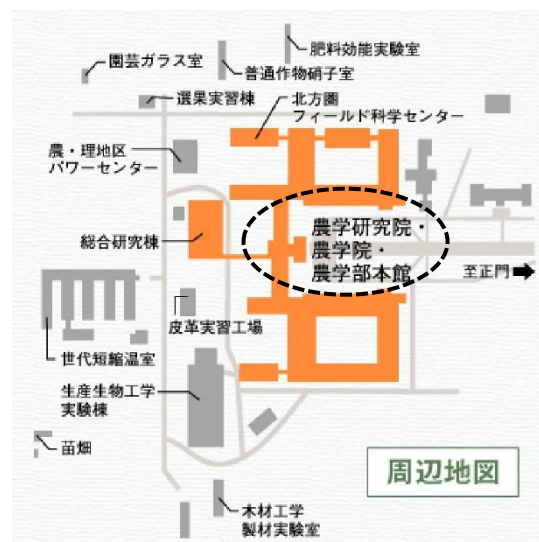 肥料効能実験室
園芸ガラス室
普通作物硝子室
選果実習棟
北方圏
フィールド科学センター
農・理地区
パワーセンター
農学研究院・
農学院・
農学部本館
総合研究棟
至正門
皮革実習工場
世代短縮温室
生産生物工学
実験棟
苗畑
周辺地図
木材工学
製材実験室